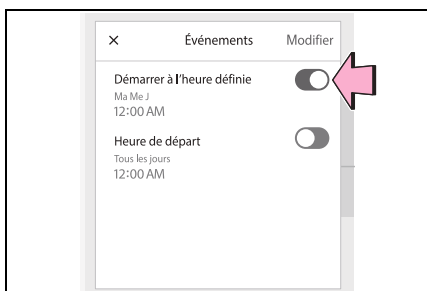 × Événements Modifier
Démarrer à l'heure définie
Ma Me J
12:00 AM
Heure de départ
Tous les jours
12:00 AM